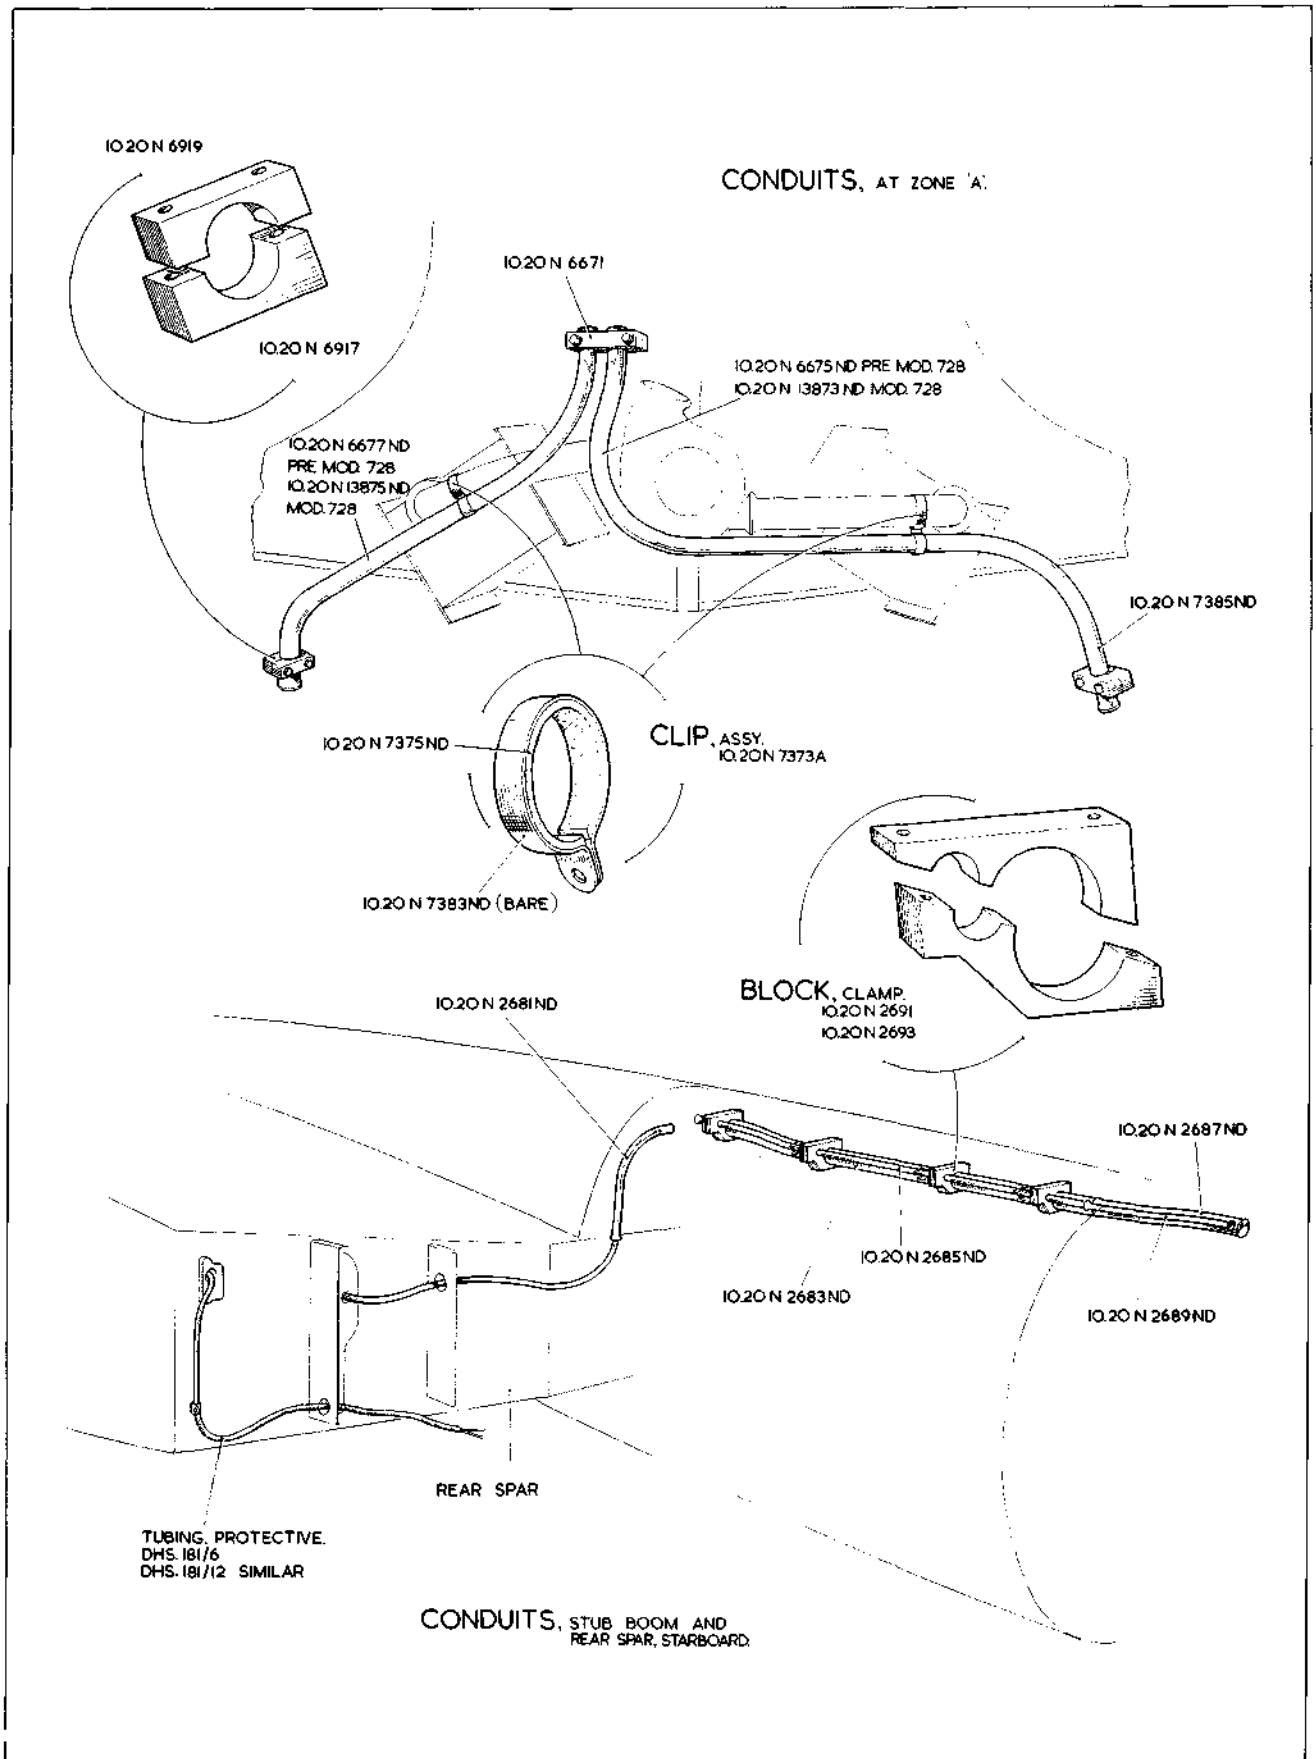 10.20 N 6919
CONDUITS, AT ZONE 'A'.
10.20 N 6671
10.20 N 6917
10.20 N 6675 ND PRE MOD. 728
10.20 N 13873 ND MOD. 728
10.20 N 6677 ND
PRE MOD. 728
10.20 N 13875 ND
MOD. 728
10.20 N 7385ND
10.20 N 7375ND
CLIP, ASSY.
10.20N 7373A
10.20 N 7383ND (BARE)
BLOCK, CLAMP.
10.20 N 2691
10.20 N 2693
10.20 N 2681ND
10.20 N 2687ND
10.20 N 2685ND
10.20 N 2683ND
10.20 N 2689ND
REAR SPAR
TUBING, PROTECTIVE.
DHS. 181/6
DHS. 181/12 SIMILAR
CONDUITS, STUB BOOM AND
REAR SPAR, STARBOARD.